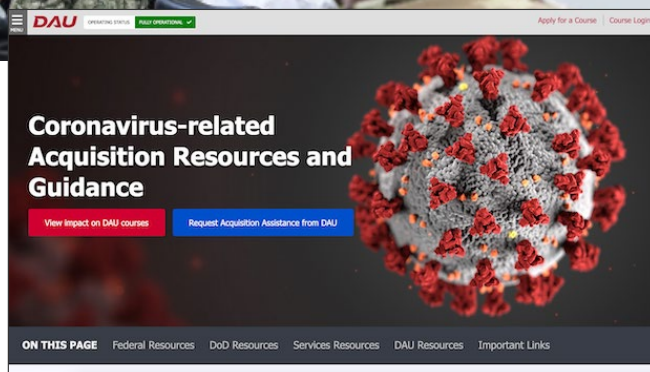 MENU
DAU OPERATING STATUS FULLY OPERATIONAL Apply for a Course Course Login
Coronavirus-related
Acquisition Resources and
Guidance
View impact on DAU courses Request Acquisition Assistance from DAU
ON THIS PAGE Federal Resources DoD Resources Services Resources DAU Resources Important Links